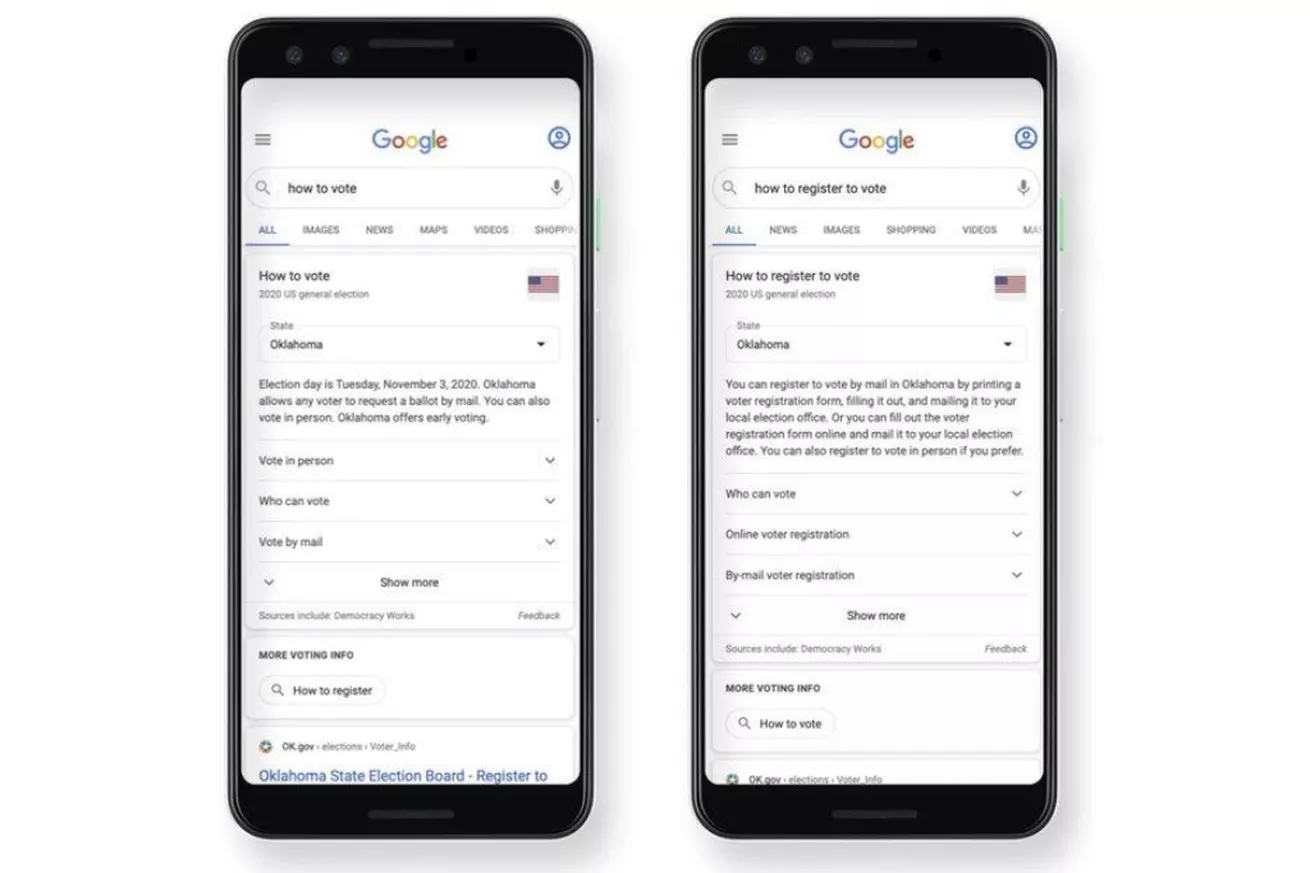 Google
how to vote
ALL IMAGES NEWS MAPS VIDEOS
How to vote
2020 US general election
State
Oklahoma
Election day is Tuesday, November 3, 2020. Oklahoma
allows any voter to request a ballot by mail. You can also
vote in person. Oklahoma offers early voting.
Vote in person
Who can vote
Vote by mail
Show more
Sources include: Democracy Works Feedback
MORE VOTING INFO
How to register
OK.gov › elections › Voter_Info
Oklahoma State Election Board - Register to
Google
how to register to vote
ALL NEWS IMAGES SHOPPING VIDEOS
How to register to vote
2020 US general election
State
Oklahoma
You can register to vote by mail in Oklahoma by printing a
voter registration form, filling it out, and mailing it to your
local election office. Or you can fill out the voter
registration form online and mail it to your local election
office. You can also register to vote in person if you prefer.
Who can vote
Online voter registration
By-mail voter registration
Show more
Sources include: Democracy Works Feedback
MORE VOTING INFO
How to vote
OK.gov › elections › Voter_Info